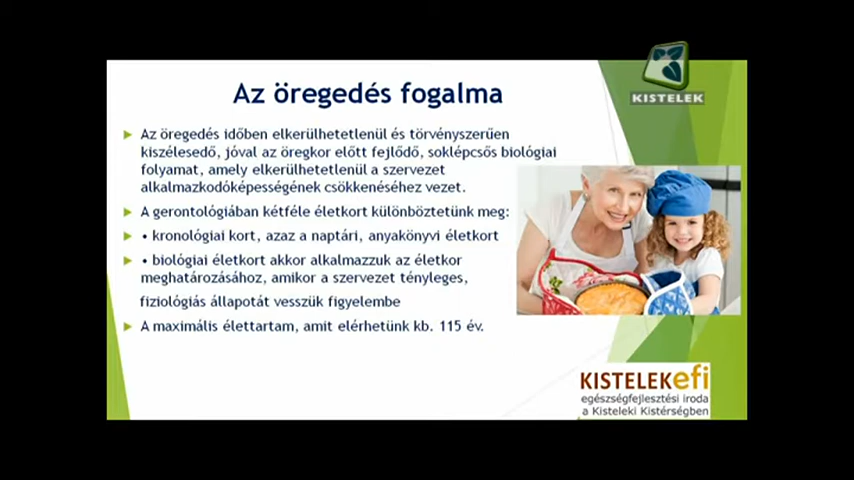 KISTELEK
Az öregedés fogalma
Az öregedés időben elkerülhetetlenül és törvényszerűen
kiszélesedő, jóval az öregkor előtt fejlődő, soklépcsős biológiai
folyamat, amely elkerülhetetlenül a szervezet
alkalmazkodóképességének csökkenéséhez vezet.
A gerontológiában kétféle életkort különböztetünk meg:
• kronológiai kort, azaz a naptári, anyakönyvi életkort
• biológiai életkort akkor alkalmazzuk az életkor
meghatározásához, amikor a szervezet tényleges,
fiziológiás állapotát vesszük figyelembe
A maximális élettartam, amit elérhetünk kb. 115 év.
KISTELEKefi
egészségfejlesztési iroda
a Kisteleki Kistérségben